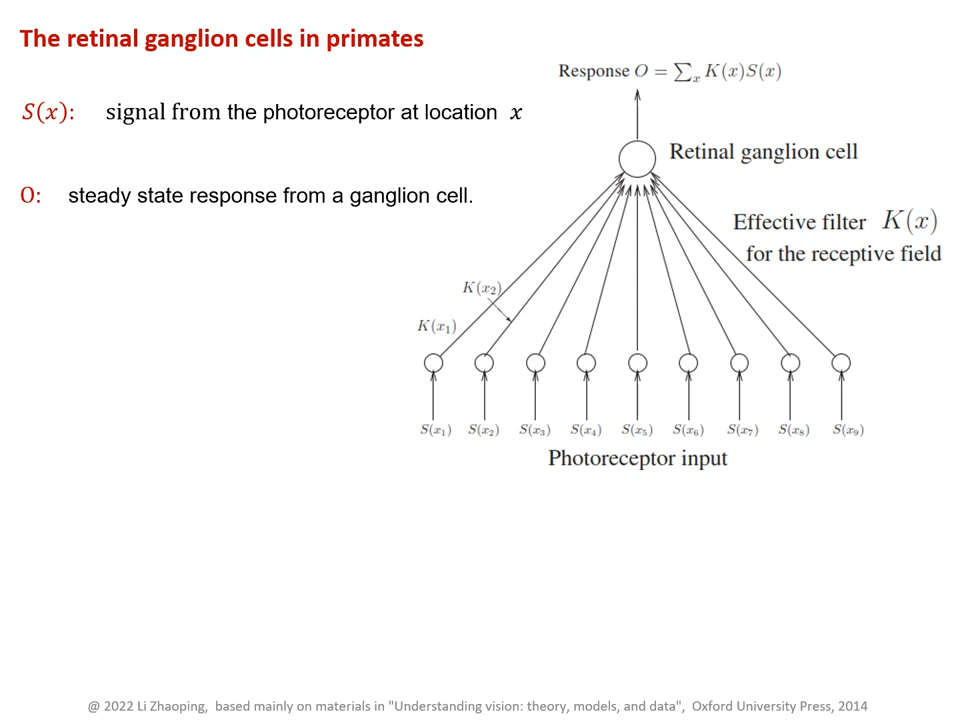 The retinal ganglion cells in primates
Response O = ∑ₓ K(x)S(x)
S(x): signal from the photoreceptor at location x
Retinal ganglion cell
O: steady state response from a ganglion cell.
Effective filter K(x)
for the receptive field
K(x₂)
K(x₁)
S(x₁) S(x₂) S(x₃) S(x₄) S(x₅) S(x₆) S(x₇) S(x₈) S(x₉)
Photoreceptor input
@ 2022 Li Zhaoping, based mainly on materials in "Understanding vision: theory, models, and data", Oxford University Press, 2014